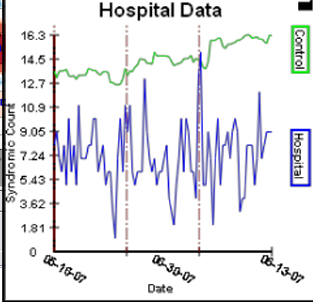 Hospital Data
16.3
14.5
12.7
10.9
9.05
7.24
5.43
3.62
1.81
0
Syndromic Count
05-16-07
05-30-07
06-13-07
Date
Control
Hospital